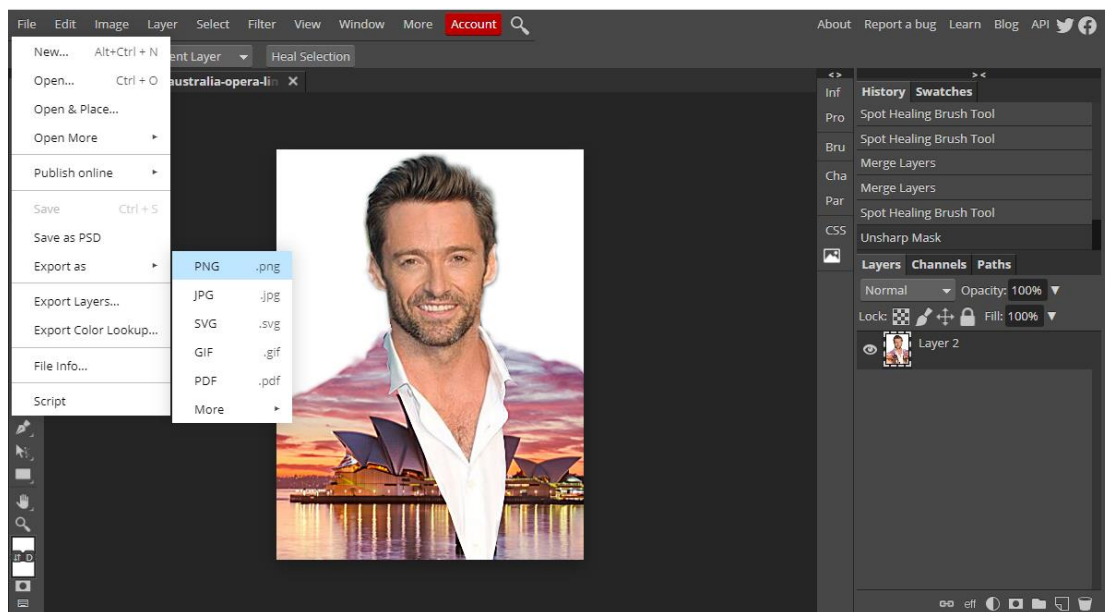 File Edit Image Layer Select Filter View Window More Account
About Report a bug Learn Blog API
New... Alt+Ctrl + N
Open... Ctrl + O
Open & Place...
Open More
Publish online
Save Ctrl + S
Save as PSD
Export as
Export Layers...
Export Color Lookup...
File Info...
Script
PNG .png
JPG .jpg
SVG .svg
GIF .gif
PDF .pdf
More
ent Layer Heal Selection
australia-opera-lin
Inf
Pro
Bru
Cha
Par
CSS
History Swatches
Spot Healing Brush Tool
Spot Healing Brush Tool
Merge Layers
Merge Layers
Spot Healing Brush Tool
Unsharp Mask
Layers Channels Paths
Normal Opacity: 100%
Lock: Fill: 100%
Layer 2
D
eff